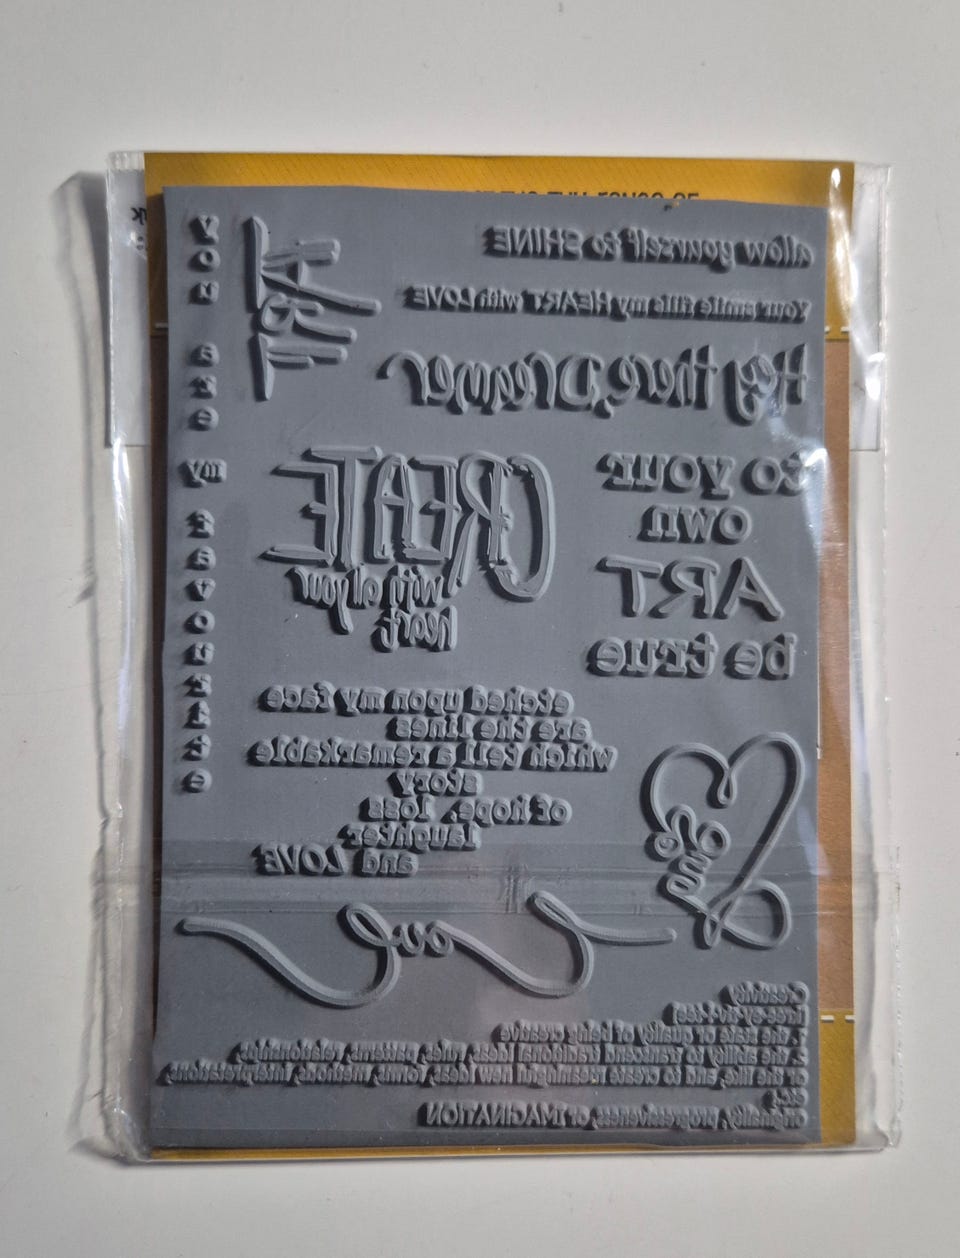 allow yourself to SHINE
Your smile fills my HEART with LOVE
Hey there, Dreamer
ART
you are my favourite
CREATE
with al your
heart
to your
own
ART
be true
etched upon my face
are the lines
which tell a remarkable
story
of hope, loss
laughter
and LOVE
Love
Creativity
1. the state or quality of being creative
2. the ability to transcend traditional ideas, rules, patterns, relationships,
or the like, and to create meaningful new ideas, forms, methods, interpretations,
etc.;
originality, progressiveness, or IMAGINATION